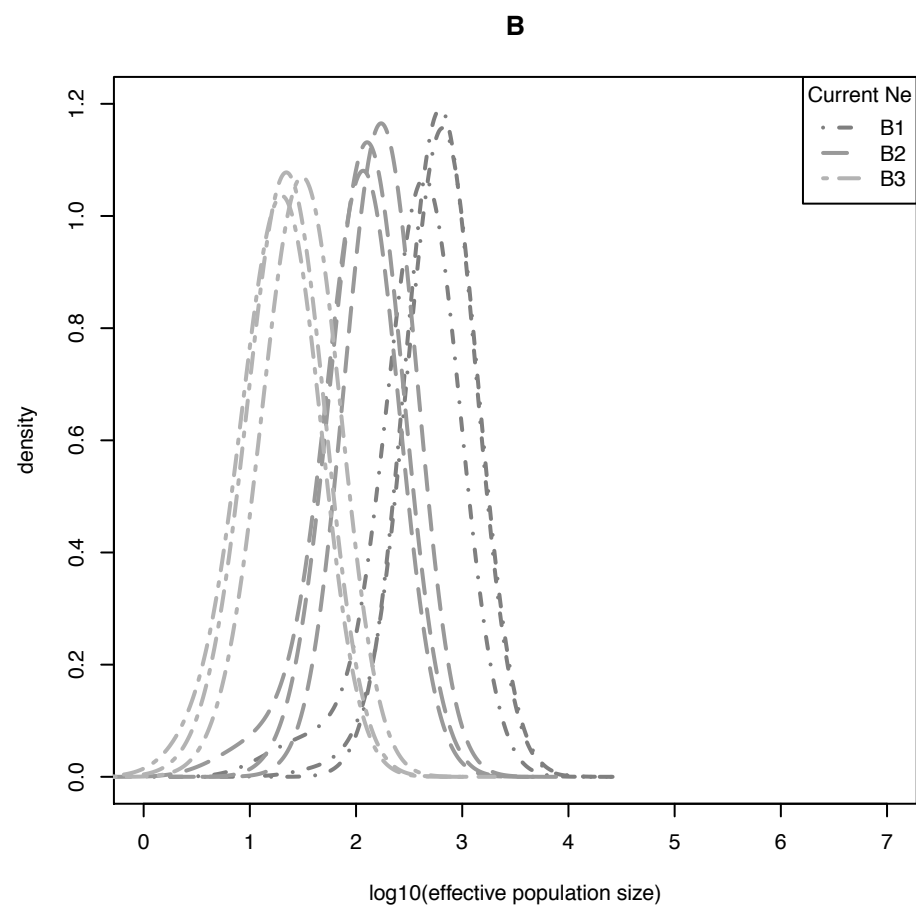 B
Current Ne
B1
B2
B3
density
1.2
1.0
0.8
0.6
0.4
0.2
0.0
0 1 2 3 4 5 6 7
log10(effective population size)